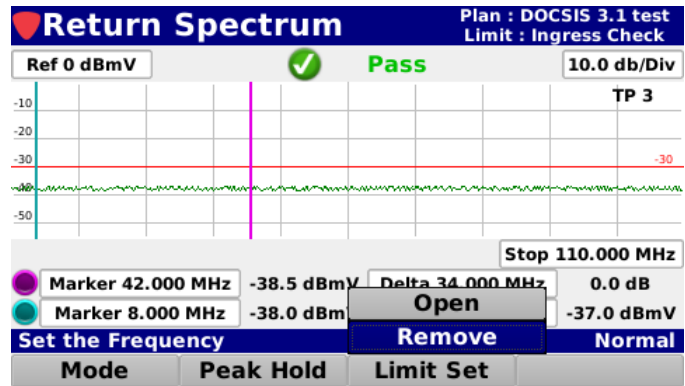 Return Spectrum
Plan : DOCSIS 3.1 test
Limit : Ingress Check
Ref 0 dBmV
Pass
10.0 db/Div
TP 3
-10
-20
-30
-30
-40
-50
Stop 110.000 MHz
Marker 42.000 MHz -38.5 dBmV Delta 34.000 MHz 0.0 dB
Marker 8.000 MHz -38.0 dBm -37.0 dBmV
Open
Remove
Set the Frequency
Normal
Mode Peak Hold Limit Set